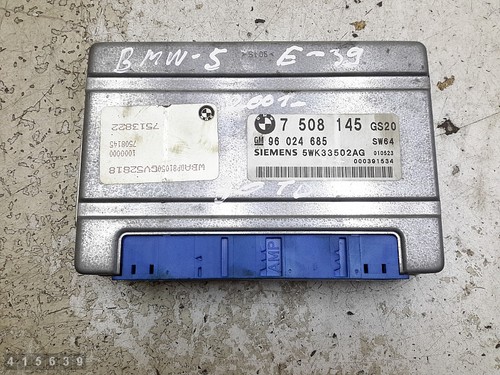 BMW-5 E-39
2001-
7 508 145 GS20
GM 96 024 685 SW64
SIEMENS 5WK33502AG 010523
000391534
7513822
7508145
1000000
TD
AMP
415639